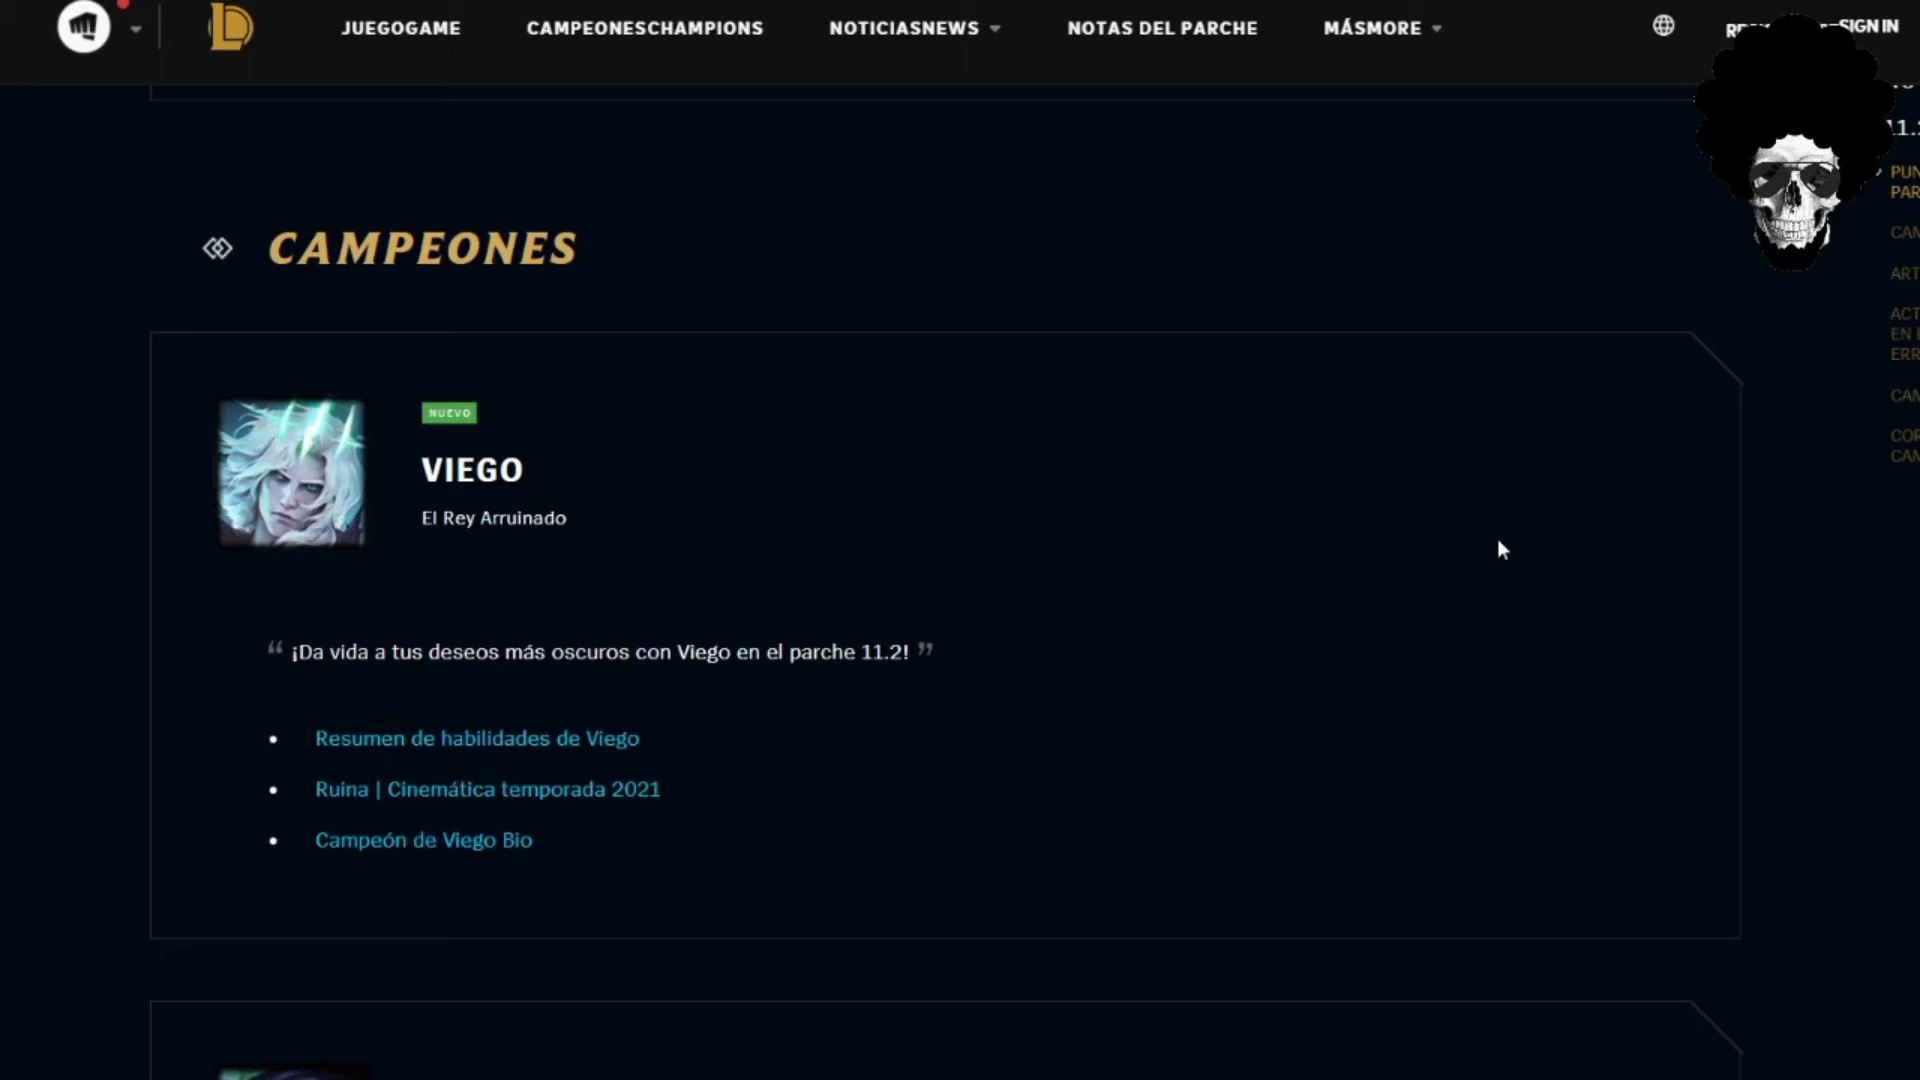 JUEGOGAME CAMPEONESCHAMPIONS NOTICIASNEWS NOTAS DEL PARCHE MÁSMORE SIGN IN
CAMPEONES
NUEVO
VIEGO
El Rey Arruinado
“ ¡Da vida a tus deseos más oscuros con Viego en el parche 11.2! ”
• Resumen de habilidades de Viego
• Ruina | Cinemática temporada 2021
• Campeón de Viego Bio